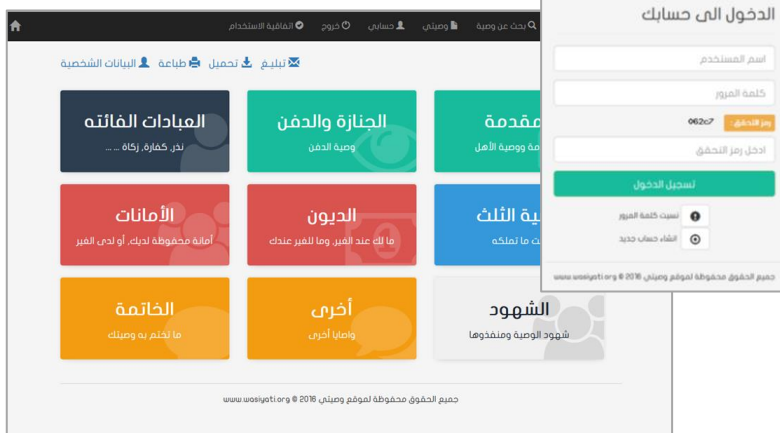 الدخول الى حسابك
اسم المستخدم
كلمة المرور
رمز التحقق :
062c7
ادخل رمز التحقق
تسجيل الدخول
نسيت كلمة المرور
انشاء حساب جديد
جميع الحقوق محفوظة لموقع وصيتي 2016 © www.wasiyati.org
بحث عن وصية وصيتي حسابي خروج اتفاقية الاستخدام
تبليغ تحميل طباعة البيانات الشخصية
مقدمة
ووصية الأهل
الجنازة والدفن
وصية الدفن
العبادات الفائته
نذر, كفارة, زكاة ... ...
الثلث
ما تملكه
الديون
ما لك عند الغير, وما للغير عندك
الأمانات
أمانة محفوظة لديك, أو لدى الغير
الشهود
شهود الوصية ومنفذوها
أخرى
واصايا أخرى
الخاتمة
ما تختم به وصيتك
جميع الحقوق محفوظة لموقع وصيتي 2016 © www.wasiyati.org